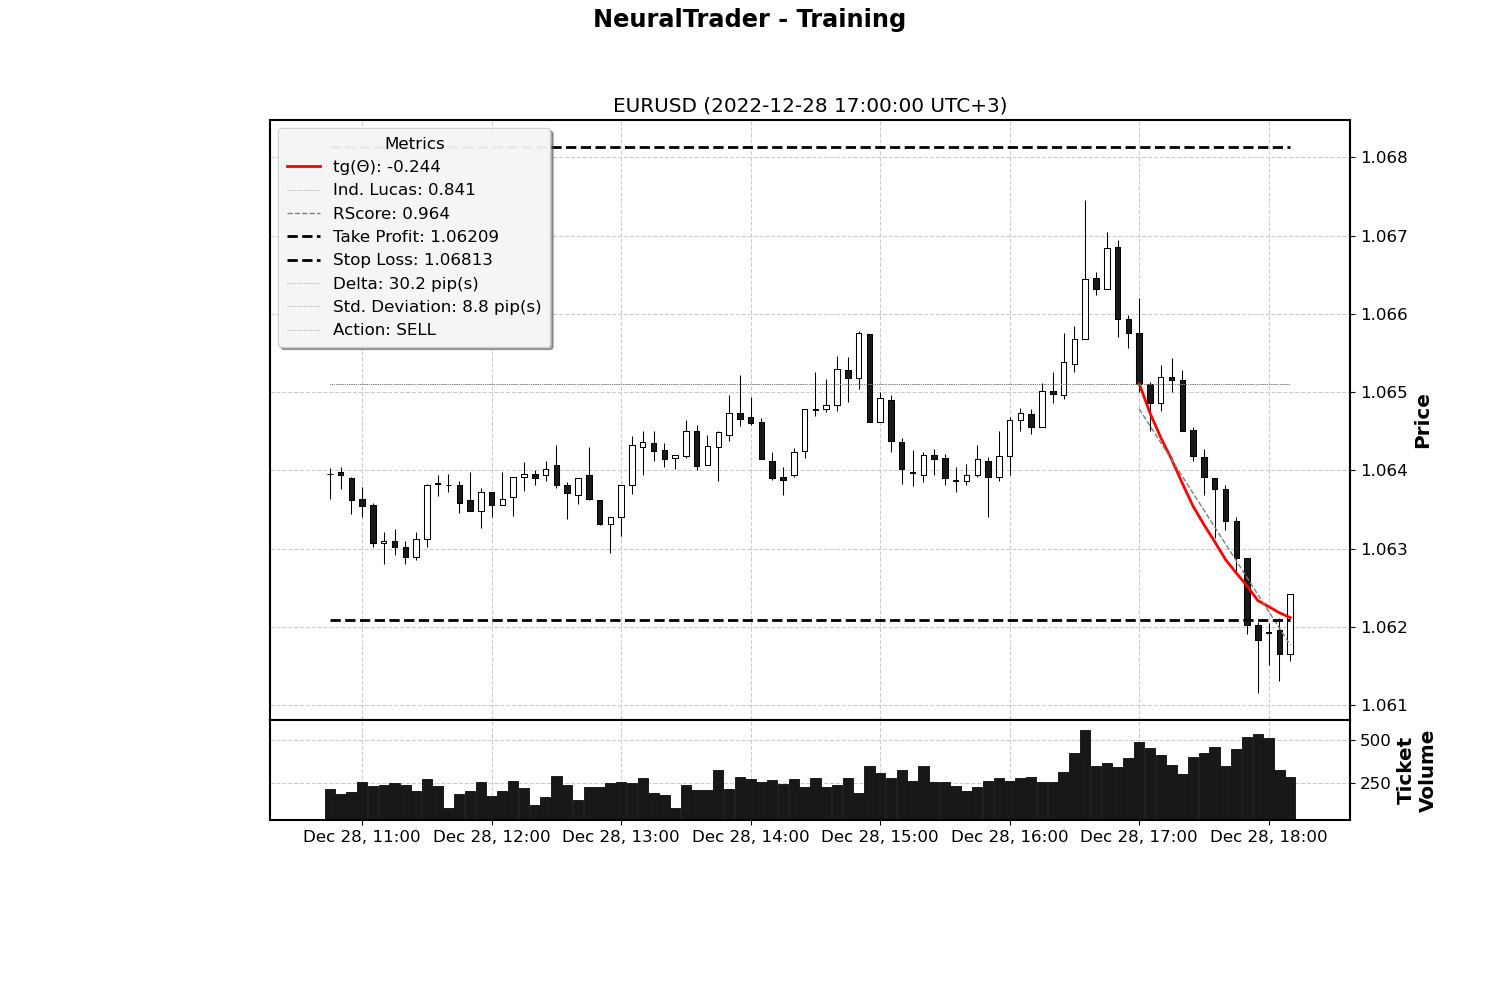 NeuralTrader - Training
EURUSD (2022-12-28 17:00:00 UTC+3)
Metrics
tg(Θ): -0.244
Ind. Lucas: 0.841
RScore: 0.964
Take Profit: 1.06209
Stop Loss: 1.06813
Delta: 30.2 pip(s)
Std. Deviation: 8.8 pip(s)
Action: SELL
1.068
1.067
1.066
1.065
1.064
1.063
1.062
1.061
Price
500
250
Ticket
Volume
Dec 28, 11:00 Dec 28, 12:00 Dec 28, 13:00 Dec 28, 14:00 Dec 28, 15:00 Dec 28, 16:00 Dec 28, 17:00 Dec 28, 18:00